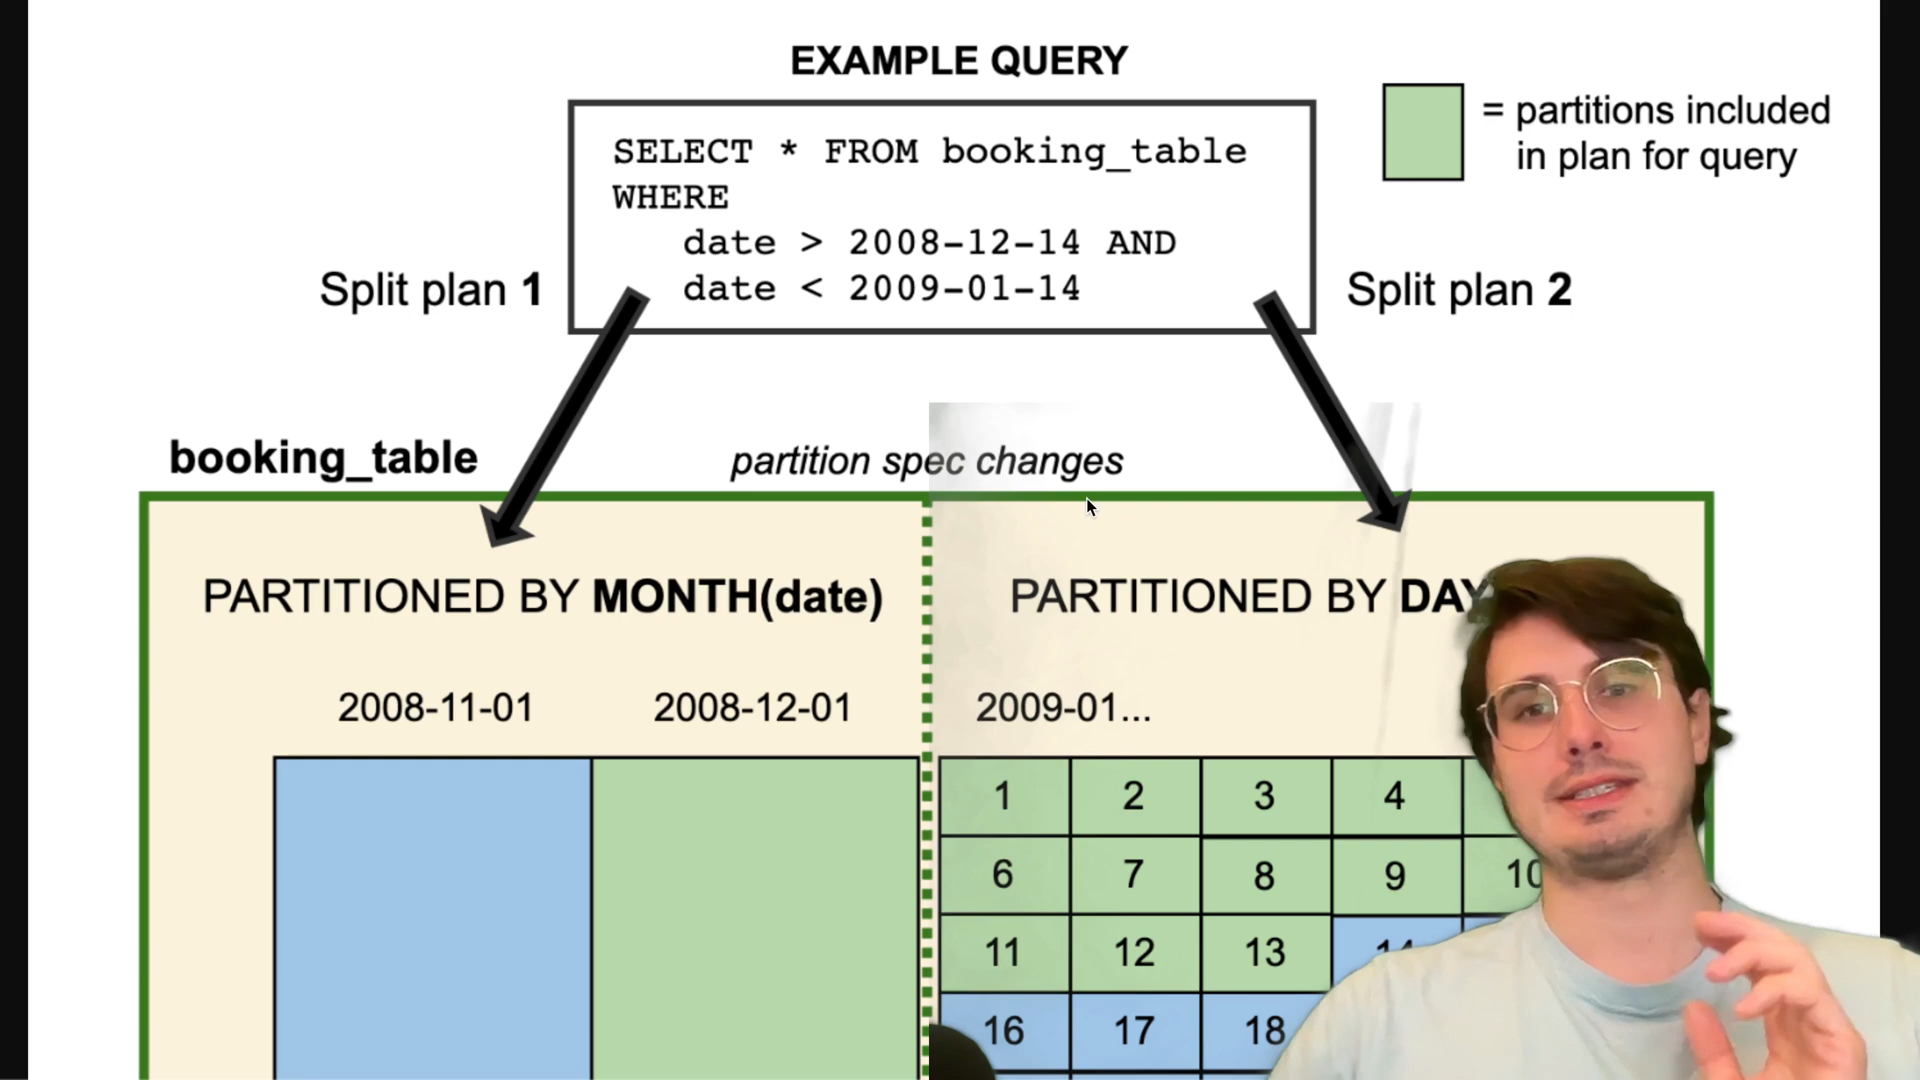 EXAMPLE QUERY
SELECT * FROM booking_table
WHERE
date > 2008-12-14 AND
date < 2009-01-14
= partitions included
in plan for query
Split plan 1
Split plan 2
booking_table
partition spec changes
PARTITIONED BY MONTH(date)
PARTITIONED BY DAY
2008-11-01
2008-12-01
2009-01...
1 2 3 4
6 7 8 9 10
11 12 13 14
16 17 18